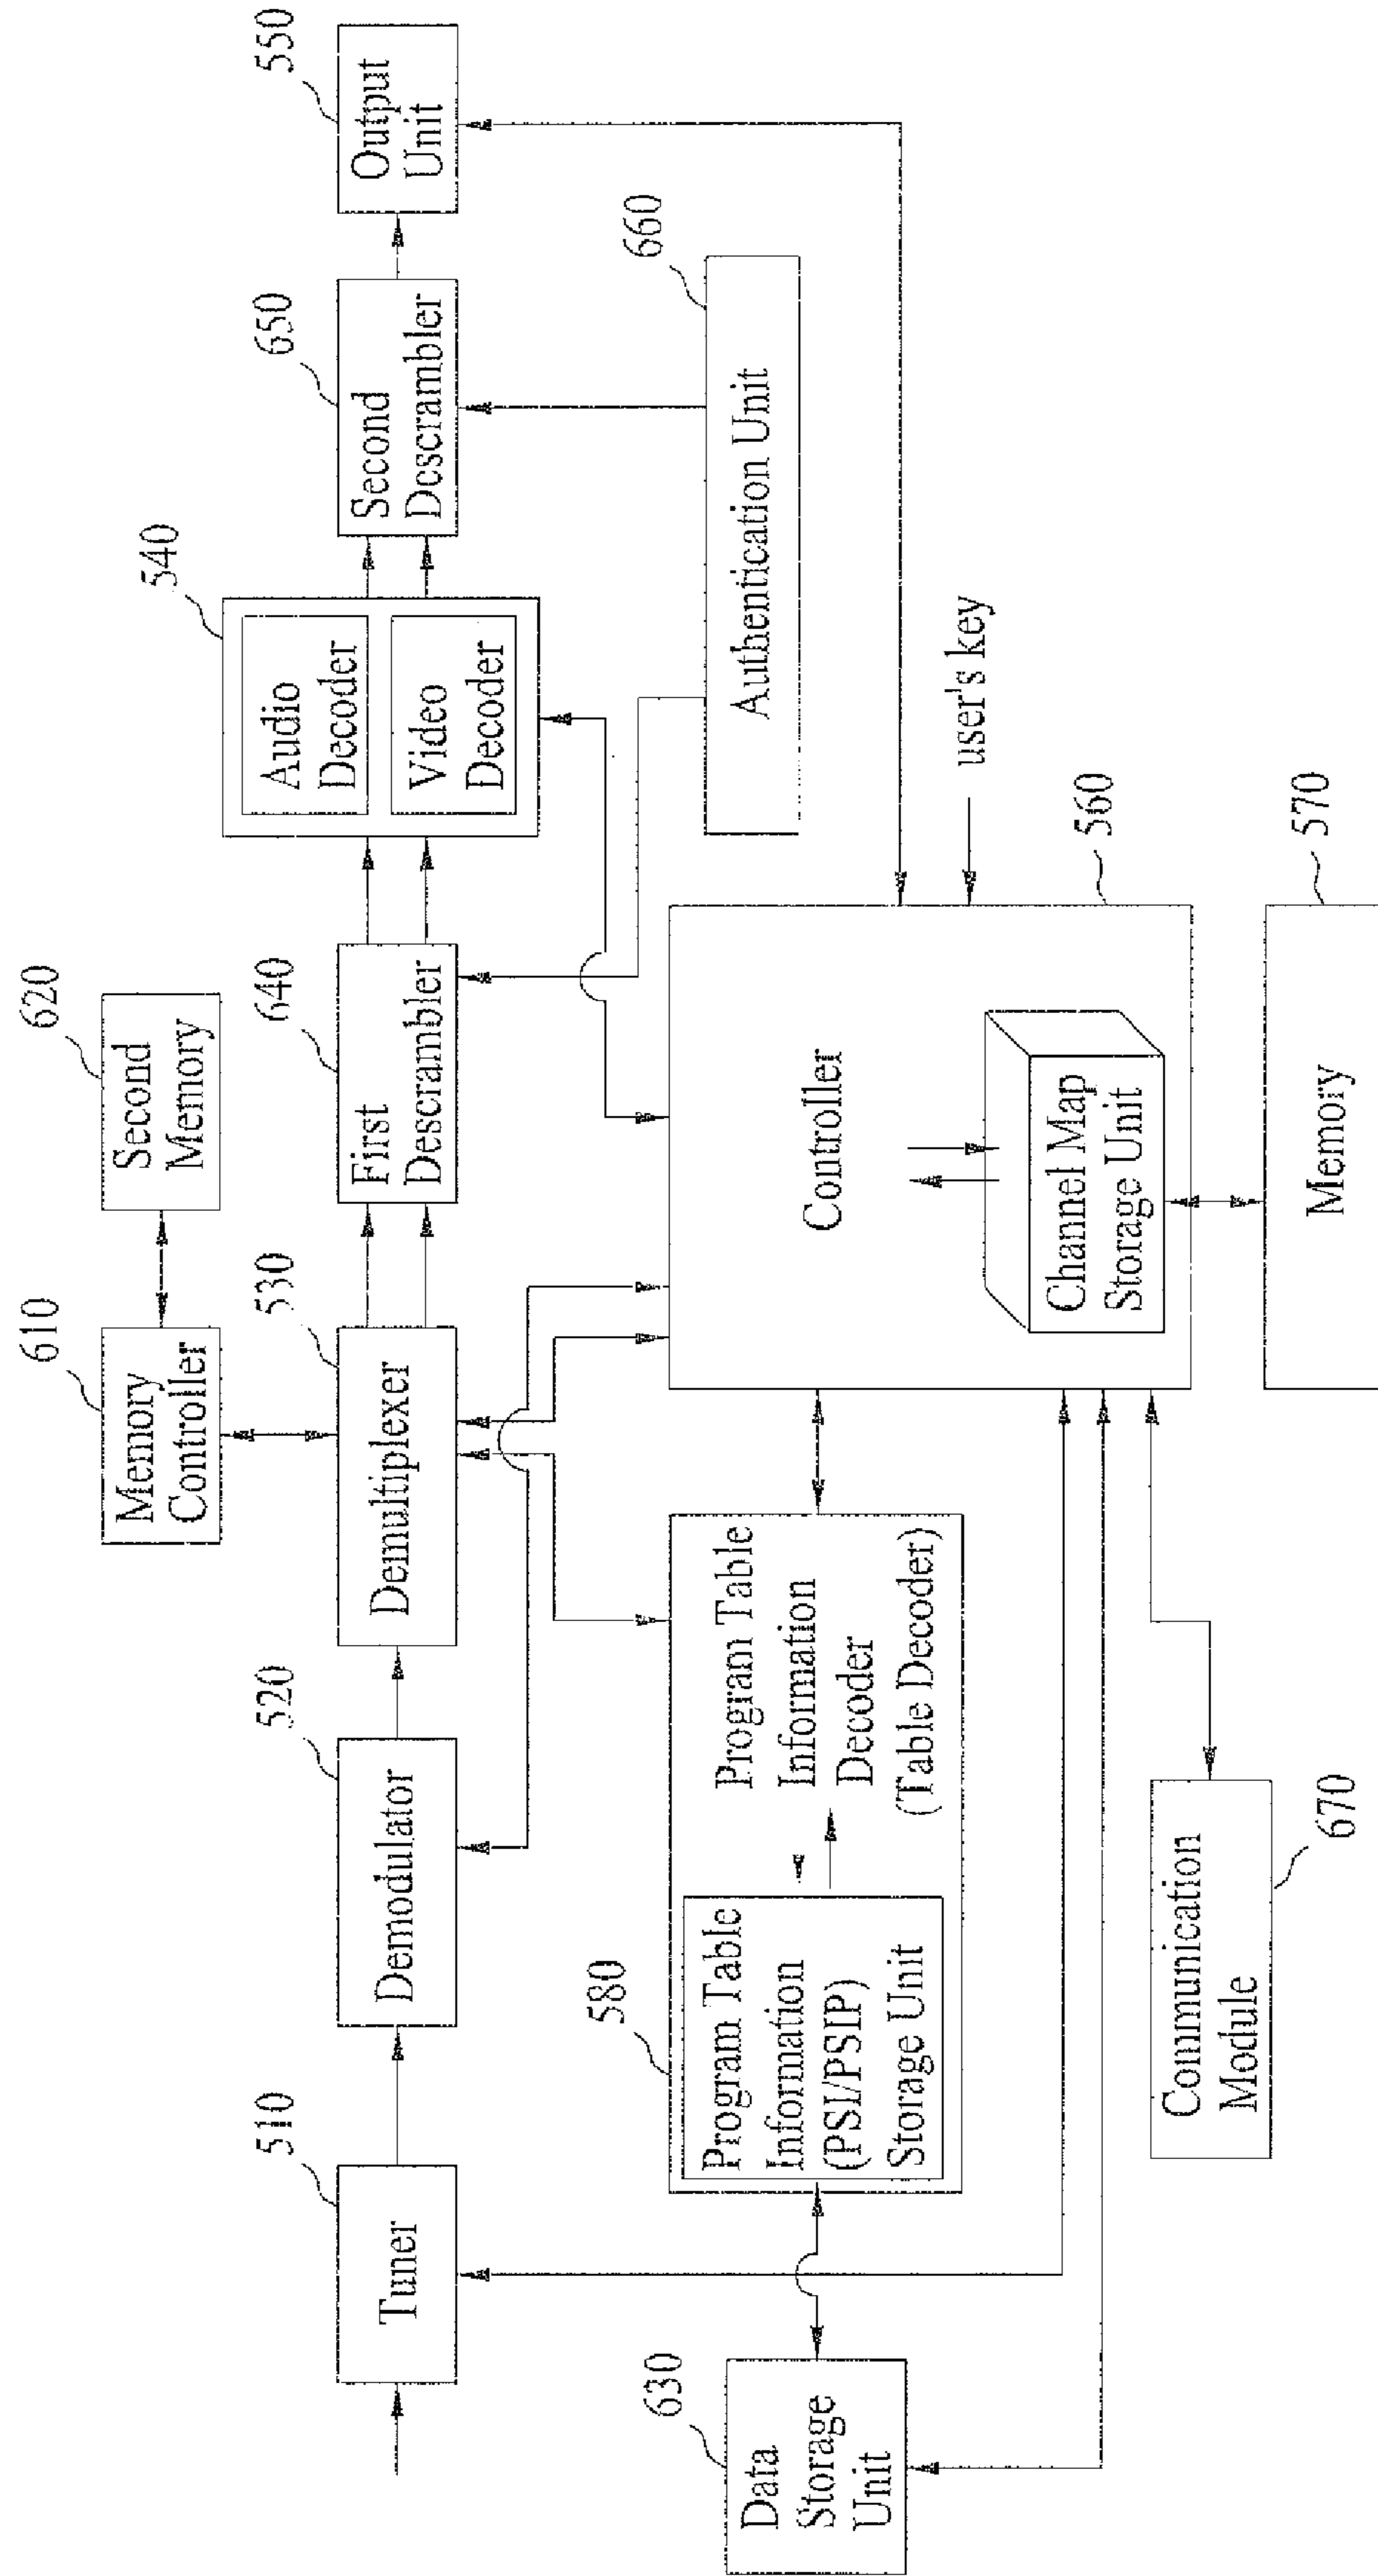 610
Memory
Controller
620
Second
Memory
510
Tuner
520
Demodulator
530
Demultiplexer
640
First
Descrambler
540
Audio
Decoder
Video
Decoder
650
Second
Descrambler
550
Output
Unit
630
Data
Storage
Unit
580
Program Table
Information
(PSI/PSIP)
Storage Unit
Program Table
Information
Decoder
(Table Decoder)
Controller
Channel Map
Storage Unit
560
user's key
660
Authentication Unit
Communication
Module
670
Memory
570